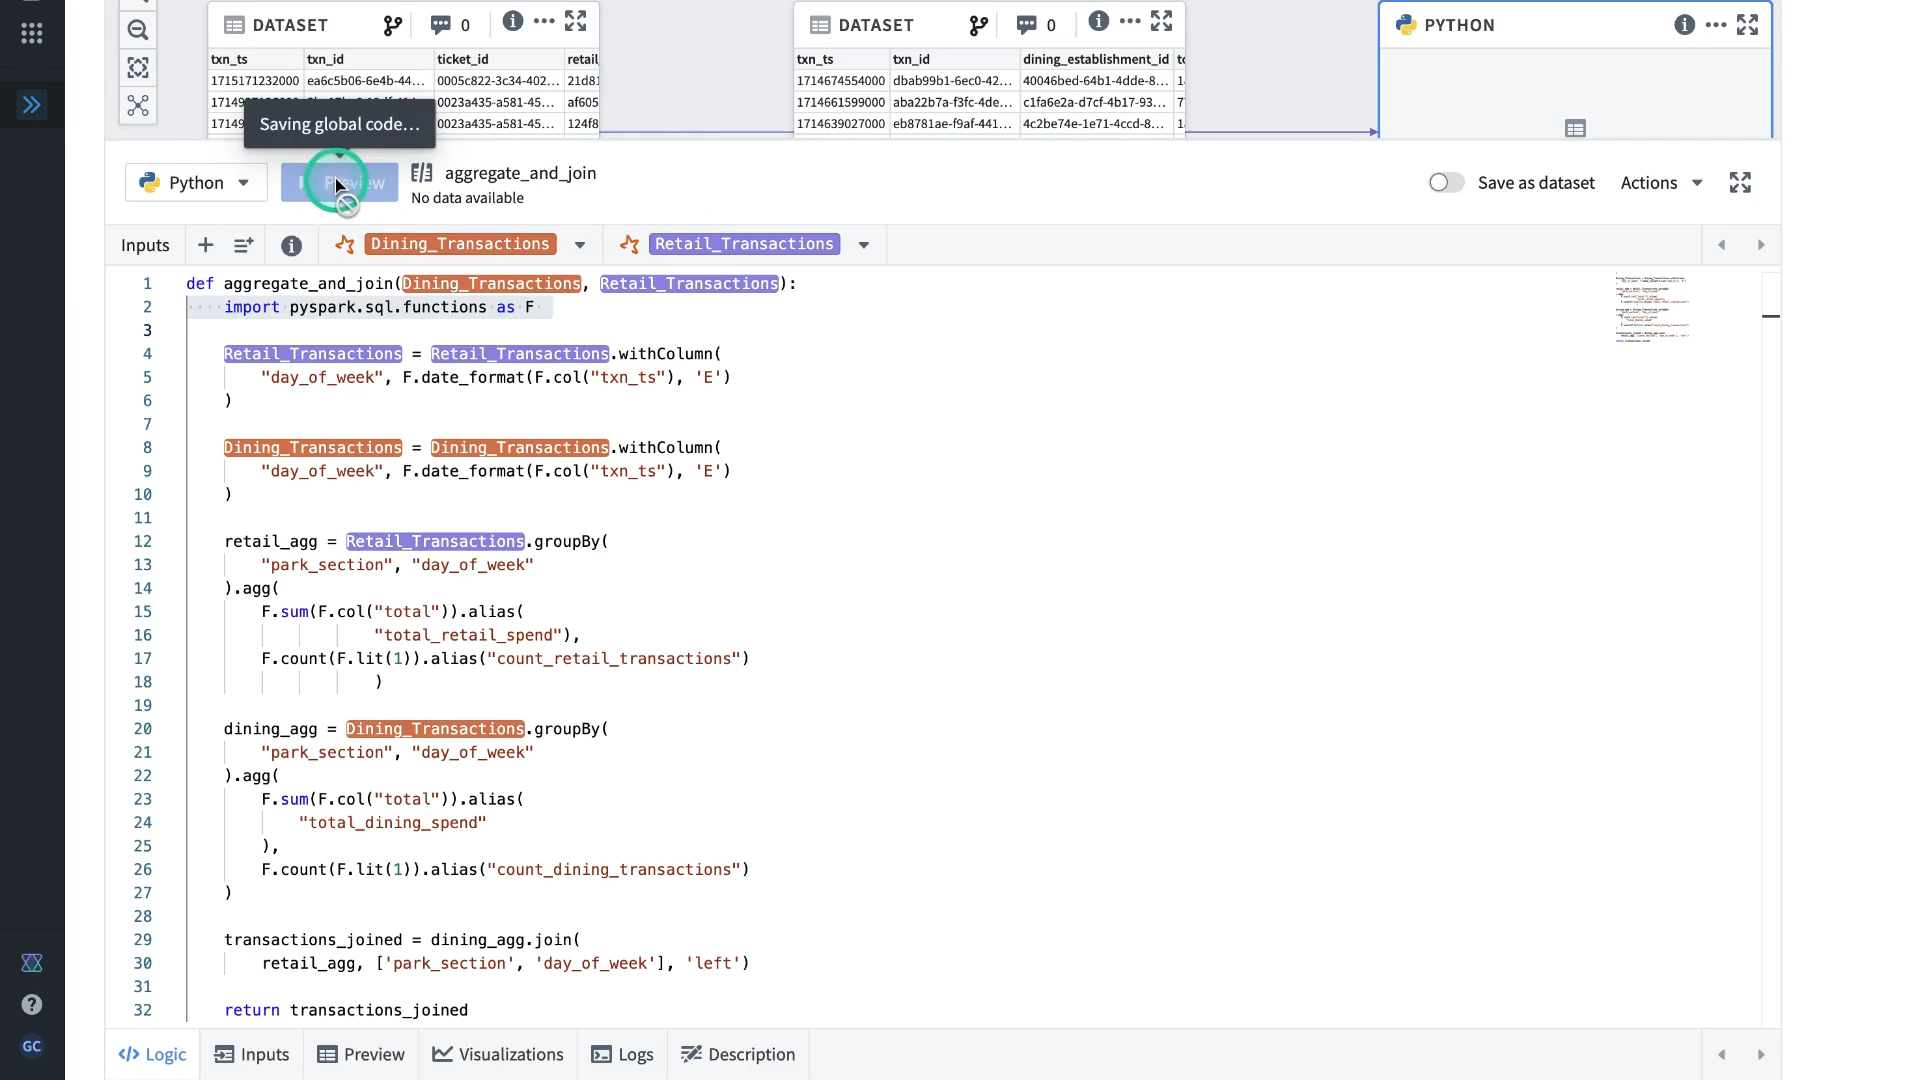 DATASET 0
txn_ts txn_id ticket_id retail
1715171232000 ea6c5b06-6e4b-44... 0005c822-3c34-402... 21d81
0023a435-a581-45... af605
17149 0023a435-a581-45... 124f8
DATASET 0
txn_ts txn_id dining_establishment_id
1714674554000 dbab99b1-6ec0-42... 40046bed-64b1-4dde-8...
1714661599000 aba22b7a-f3fc-4de... c1fa6e2a-d7cf-4b17-93...
1714639027000 eb8781ae-f9af-441... 4c2be74e-1e71-4ccd-8...
PYTHON
Saving global code...
Python
Preview
aggregate_and_join
No data available
Save as dataset
Actions
Inputs
Dining_Transactions
Retail_Transactions
1 def aggregate_and_join(Dining_Transactions, Retail_Transactions):
2 ····import·pyspark.sql.functions·as·F·
3
4 Retail_Transactions = Retail_Transactions.withColumn(
5 "day_of_week", F.date_format(F.col("txn_ts"), 'E')
6 )
7
8 Dining_Transactions = Dining_Transactions.withColumn(
9 "day_of_week", F.date_format(F.col("txn_ts"), 'E')
10 )
11
12 retail_agg = Retail_Transactions.groupBy(
13 "park_section", "day_of_week"
14 ).agg(
15 F.sum(F.col("total")).alias(
16 "total_retail_spend"),
17 F.count(F.lit(1)).alias("count_retail_transactions")
18 )
19
20 dining_agg = Dining_Transactions.groupBy(
21 "park_section", "day_of_week"
22 ).agg(
23 F.sum(F.col("total")).alias(
24 "total_dining_spend"
25 ),
26 F.count(F.lit(1)).alias("count_dining_transactions")
27 )
28
29 transactions_joined = dining_agg.join(
30 retail_agg, ['park_section', 'day_of_week'], 'left')
31
32 return transactions_joined
GC
Logic
Inputs
Preview
Visualizations
Logs
Description